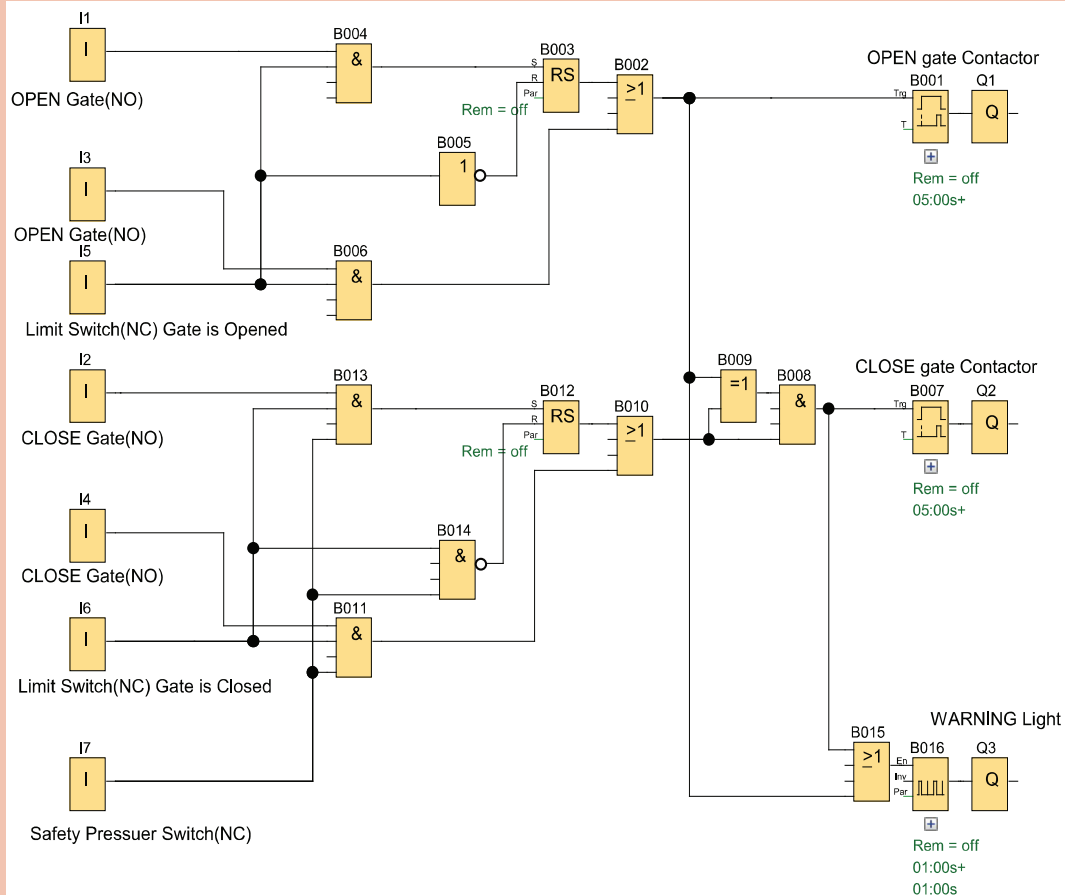 I1
I
OPEN Gate(NO)
B004
&
B003
S
R
Par
RS
Rem = off
B002
≥1
OPEN gate Contactor
B001
Trg
T
Rem = off
05:00s+
Q1
Q
B005
1
I3
I
OPEN Gate(NO)
I5
I
Limit Switch(NC) Gate is Opened
B006
&
I2
I
CLOSE Gate(NO)
B013
&
B012
S
R
Par
RS
Rem = off
B010
≥1
B009
=1
B008
&
CLOSE gate Contactor
B007
Trg
T
Rem = off
05:00s+
Q2
Q
I4
I
CLOSE Gate(NO)
B014
&
I6
I
Limit Switch(NC) Gate is Closed
B011
&
I7
I
Safety Pressuer Switch(NC)
WARNING Light
B015
≥1
B016
En
Inv
Par
Rem = off
01:00s+
01:00s
Q3
Q